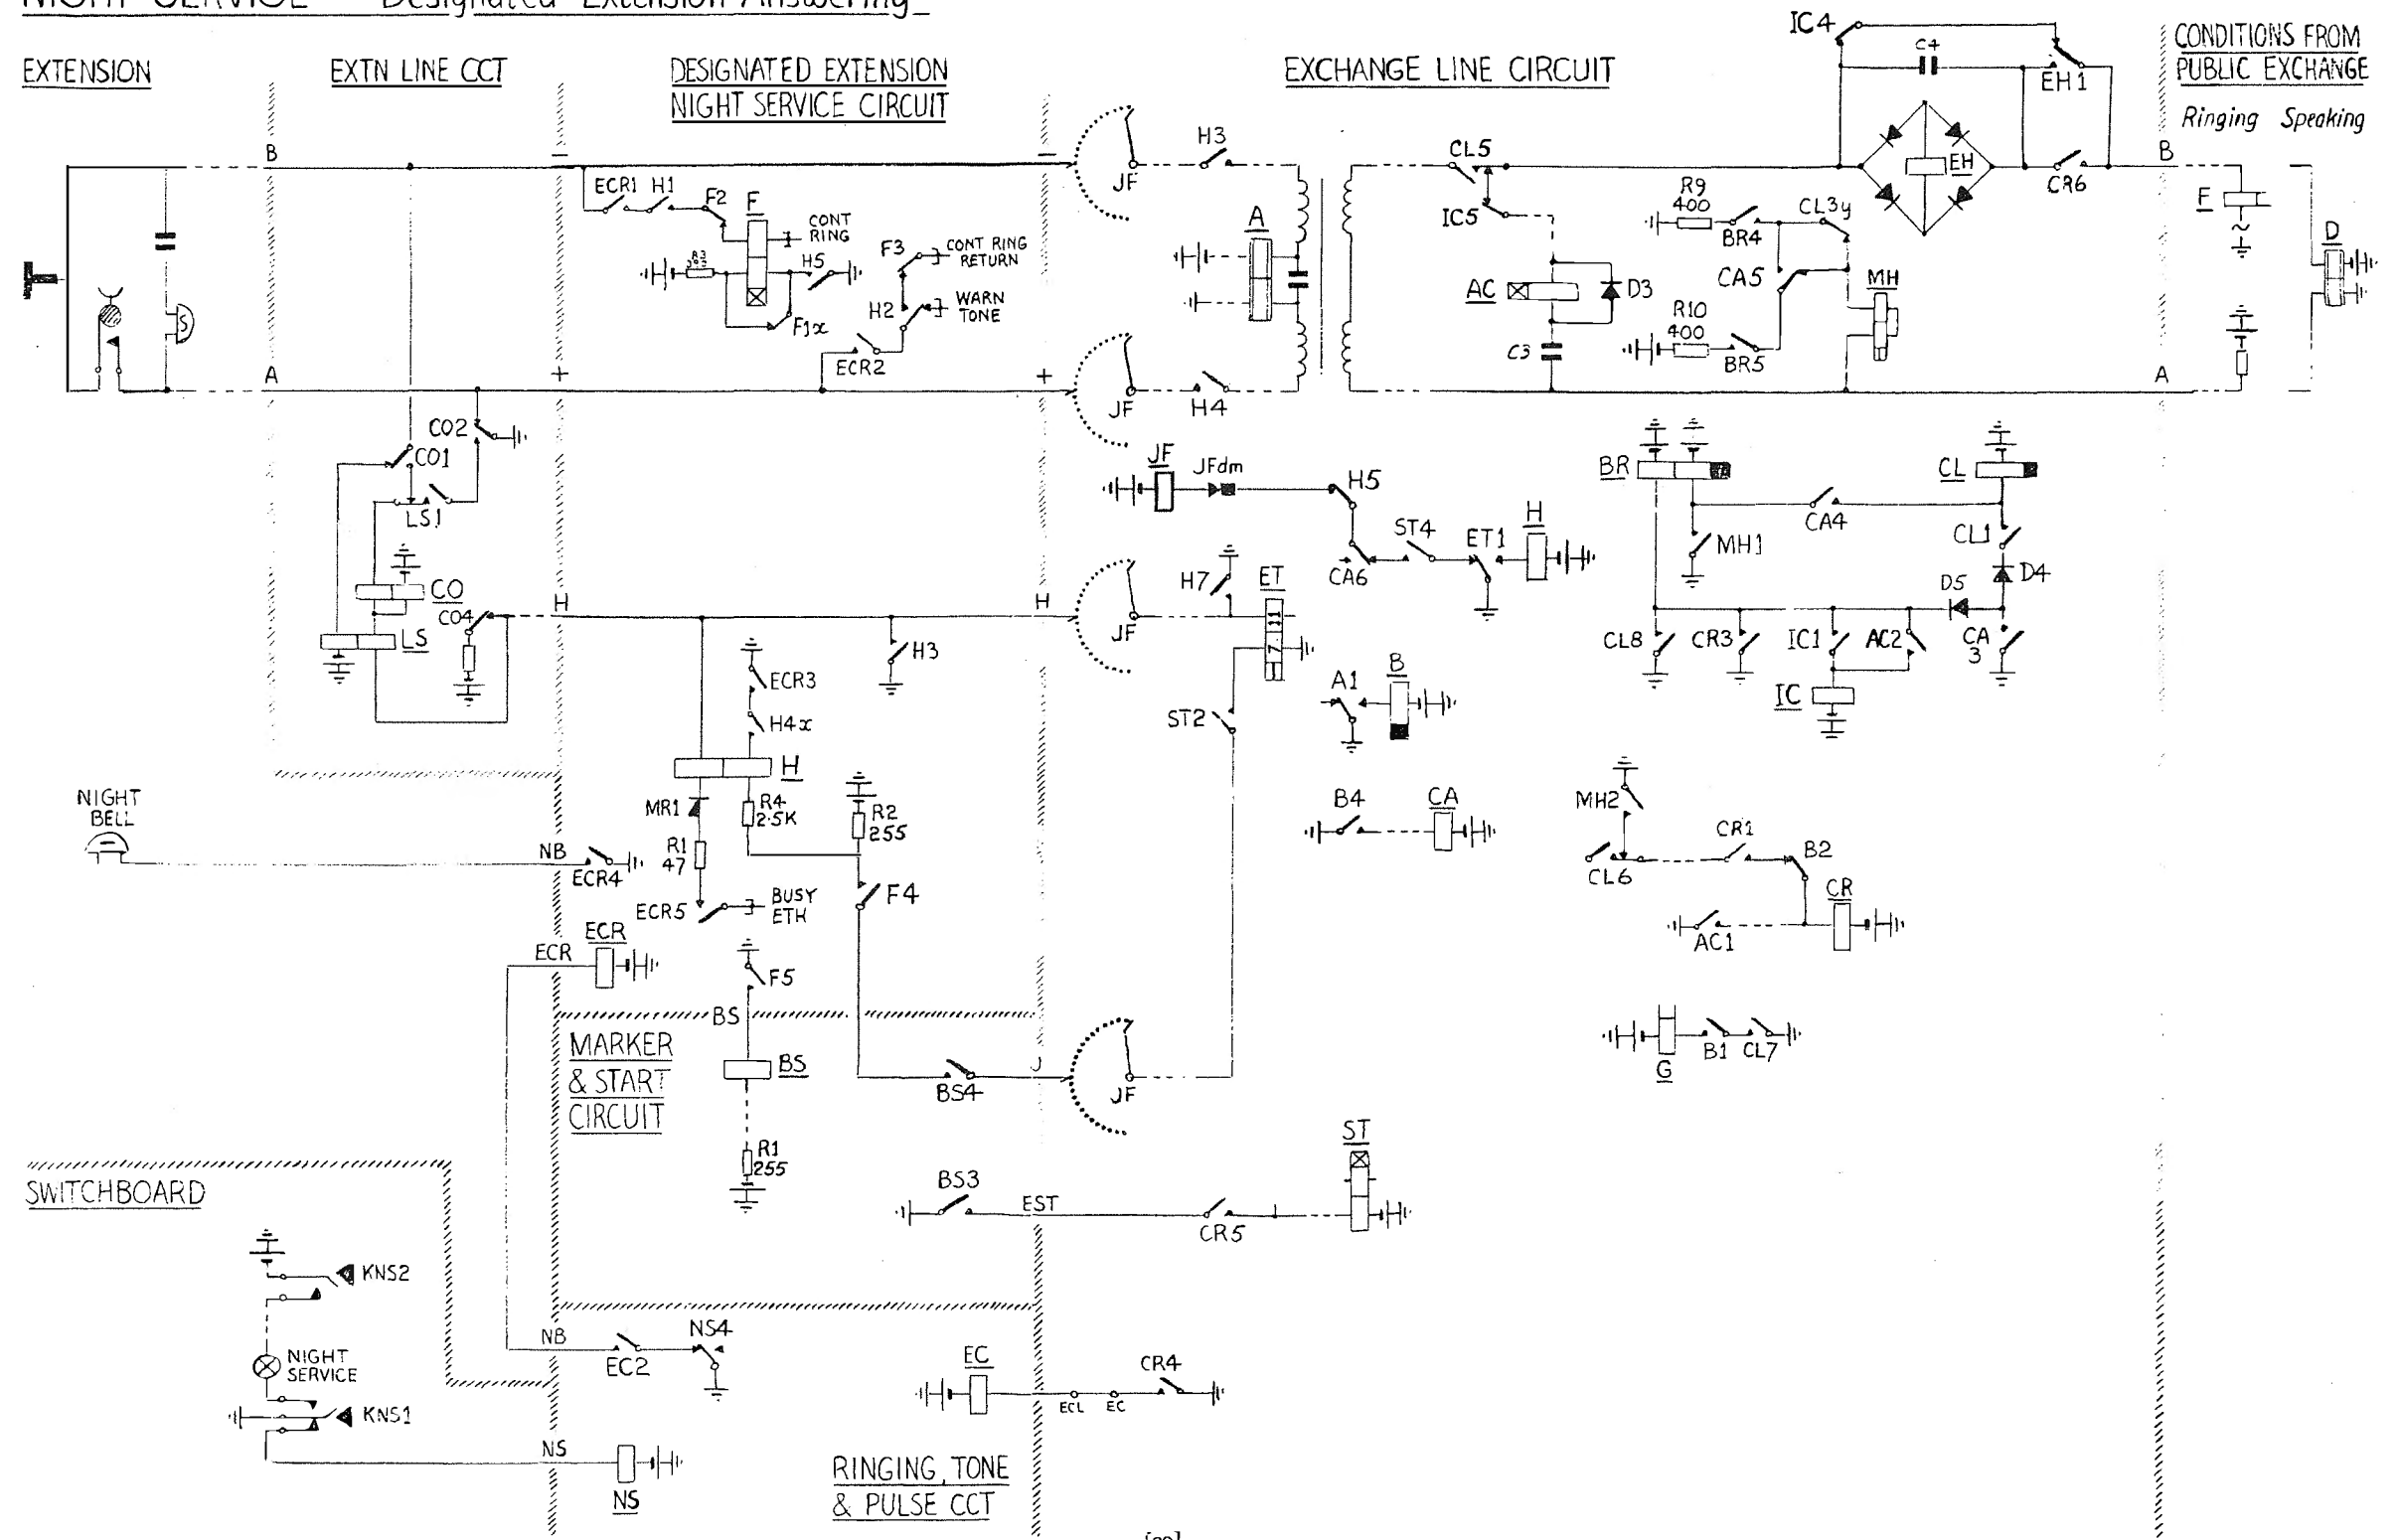 NIGHT SERVICE - Designated Extension Answering
EXTENSION
EXTN LINE CCT
DESIGNATED EXTENSION
NIGHT SERVICE CIRCUIT
EXCHANGE LINE CIRCUIT
CONDITIONS FROM
PUBLIC EXCHANGE
Ringing Speaking
IC4
C4
EH1
EH
CR6
B
B
A
A
F
D
S
ECR1
H1
F2
F
CONT
RING
H5
F1x
F3
CONT RING
RETURN
H2
WARN
TONE
ECR2
−
−
+
+
JF
JF
H3
H4
A
CL5
IC5
AC
D3
C3
R9
400
BR4
CL3y
CA5
R10
400
BR5
MH
CO2
CO1
LS1
CO
CO4
LS
H
H
H3
ECR3
H4x
H
MR1
R4
2·5K
R2
255
R1
47
ECR5
BUSY
ETH
F4
F5
JF
JFdm
H5
CA6
ST4
ET1
H
JF
H7
ET
11
7
ST2
A1
B
B4
CA
BR
CL
CA4
MH1
CL1
D4
D5
CL8
CR3
IC1
AC2
CA
3
IC
MH2
CL6
CR1
B2
CR
AC1
G
B1
CL7
NIGHT
BELL
NB
ECR4
ECR
ECR
BS
BS
MARKER
& START
CIRCUIT
R1
255
BS4
J
JF
BS3
EST
CR5
ST
SWITCHBOARD
KNS2
NIGHT
SERVICE
KNS1
NB
EC2
NS4
NS
NS
EC
ECL
EC
CR4
RINGING, TONE
& PULSE CCT